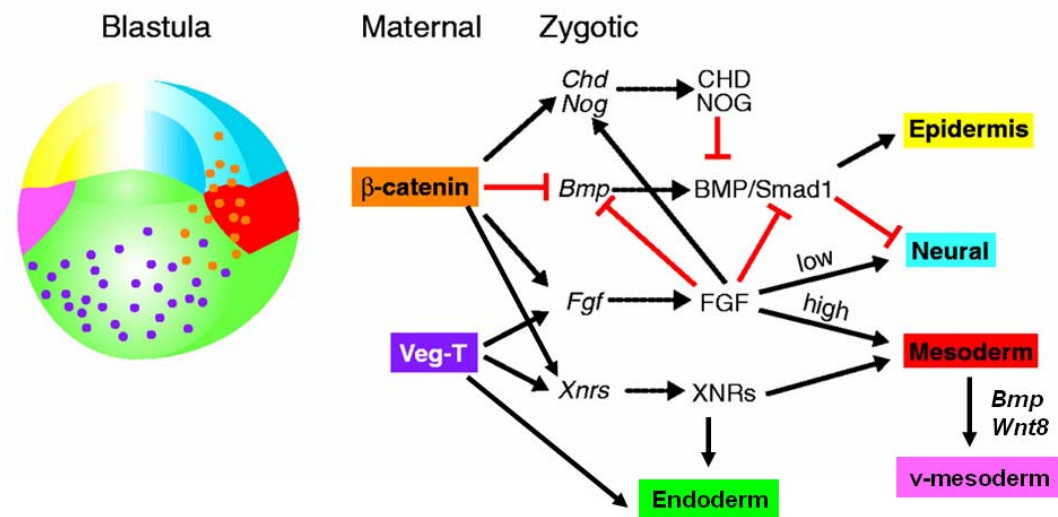 Blastula
Maternal
Zygotic
Chd
Nog
CHD
NOG
Epidermis
β-catenin
Bmp
BMP/Smad1
Neural
low
Fgf
FGF
high
Veg-T
Mesoderm
Xnrs
XNRs
Bmp
Wnt8
Endoderm
v-mesoderm